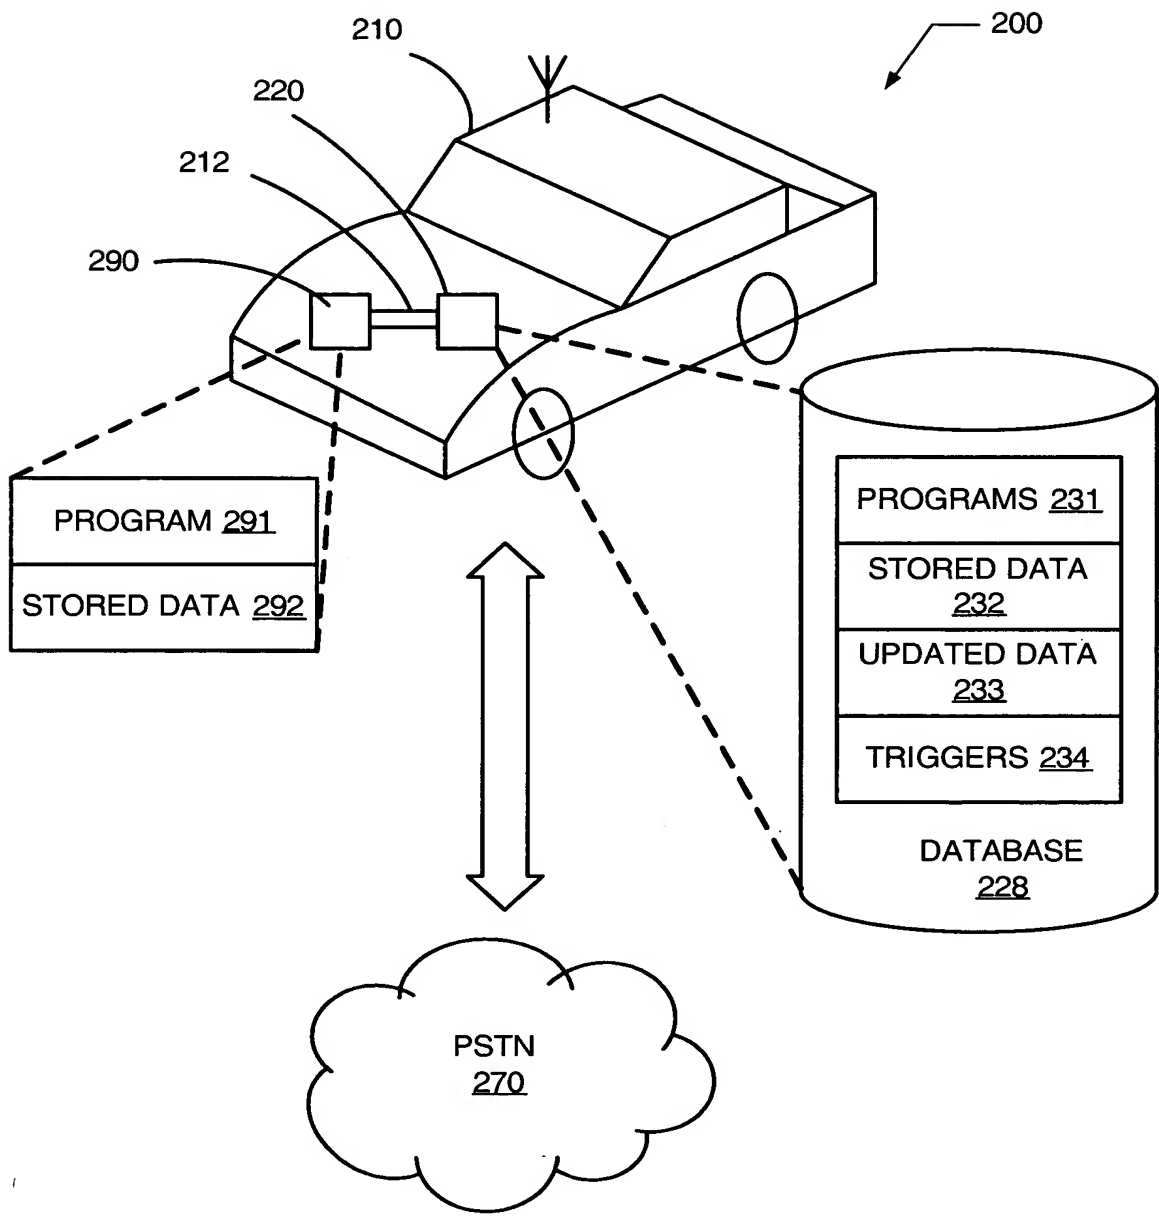 200
210
220
212
290
PROGRAM 291
STORED DATA 292
PROGRAMS 231
STORED DATA
232
UPDATED DATA
233
TRIGGERS 234
DATABASE
228
PSTN
270